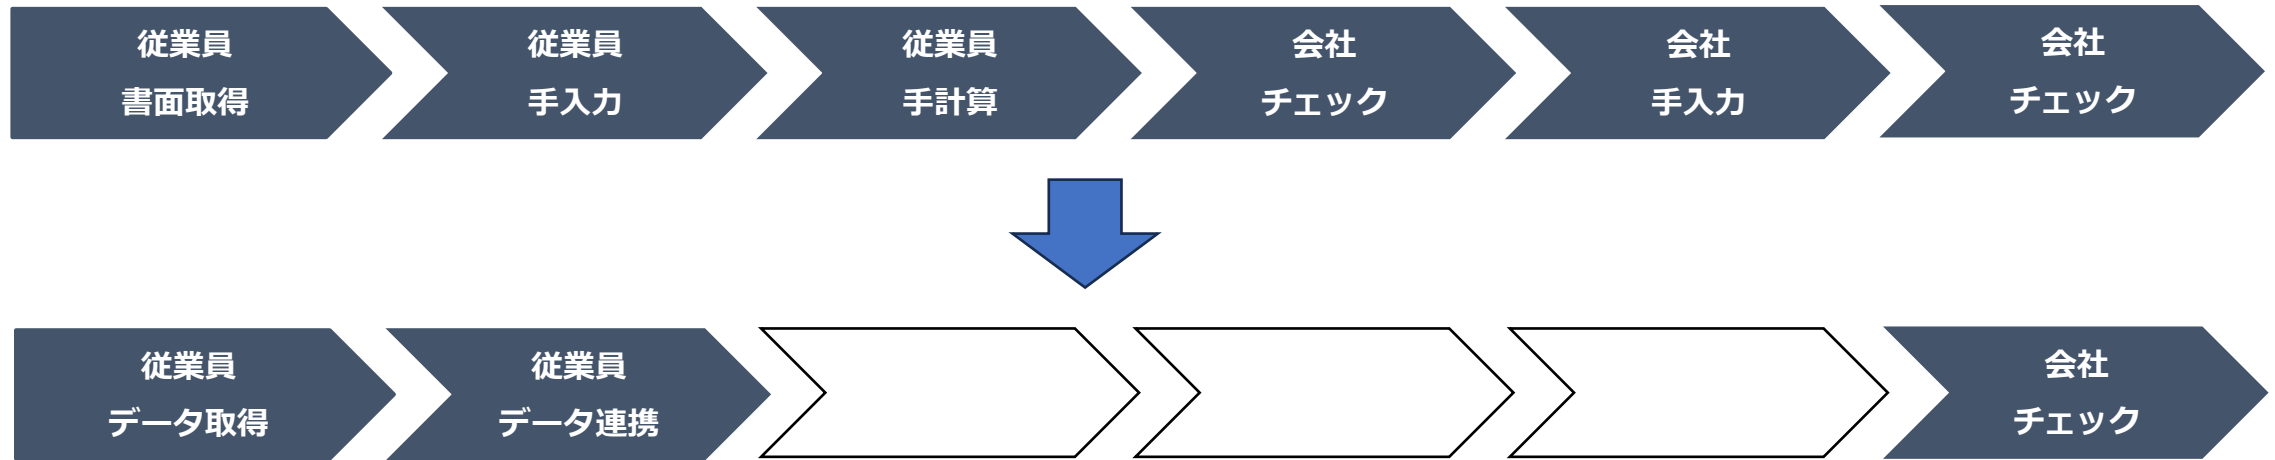 従業員
書面取得
従業員
手入力
従業員
手計算
会社
チェック
会社
手入力
会社
チェック
従業員
データ取得
従業員
データ連携
会社
チェック